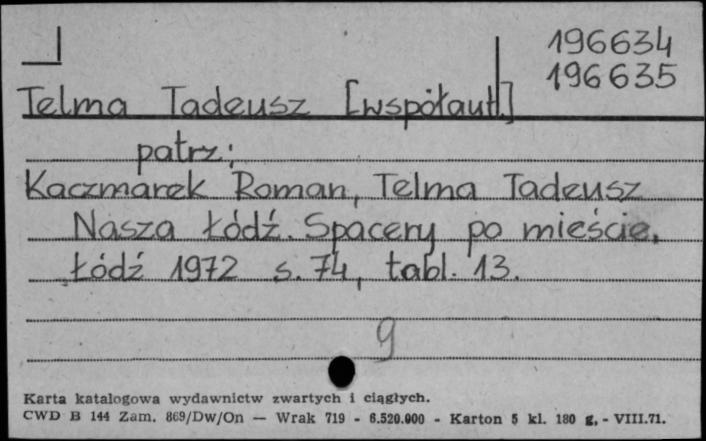 196634
196635
Telma Tadeusz [współaut.]
patrz:
Kaczmarek Roman, Telma Tadeusz
Nasza Łódź. Spacery po mieście.
Łódź 1972 s. 74, tabl. 13.
9
Karta katalogowa wydawnictw zwartych i ciągłych.
CWD B 144 Zam. 869/Dw/On — Wrak 719 - 6.520.000 - Karton 5 kl. 180 g. - VIII.71.